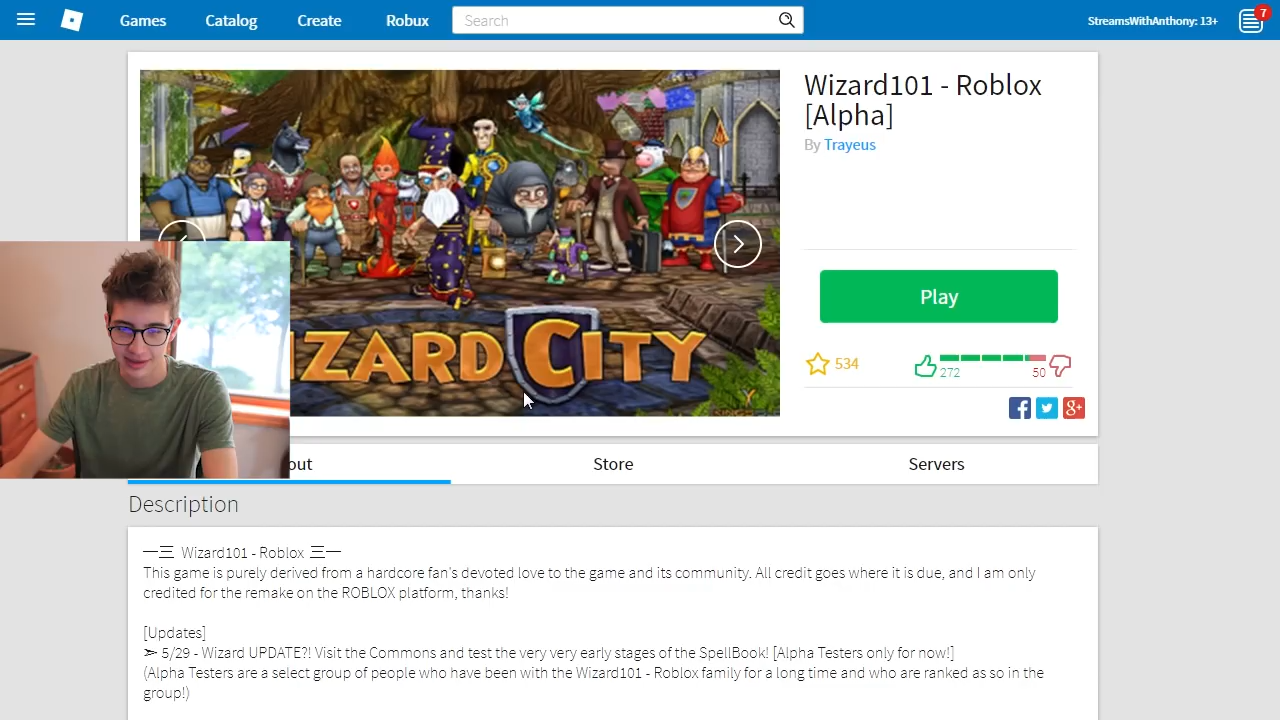 Games Catalog Create Robux Search StreamsWithAnthony: 13+ 7
Wizard101 - Roblox
[Alpha]
By Trayeus
Play
534 272 50
IZARD CITY
out Store Servers
Description
一三 Wizard101 - Roblox 三一
This game is purely derived from a hardcore fan's devoted love to the game and its community. All credit goes where it is due, and I am only
credited for the remake on the ROBLOX platform, thanks!
[Updates]
➣ 5/29 - Wizard UPDATE?! Visit the Commons and test the very very early stages of the SpellBook! [Alpha Testers only for now!]
(Alpha Testers are a select group of people who have been with the Wizard101 - Roblox family for a long time and who are ranked as so in the
group!)